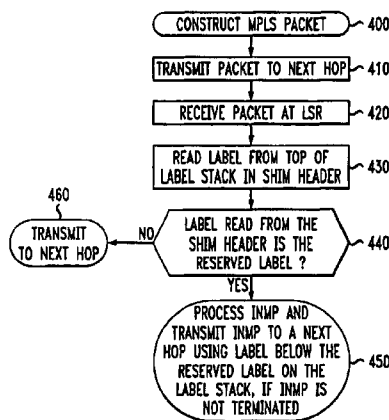 CONSTRUCT MPLS PACKET
400
TRANSMIT PACKET TO NEXT HOP
410
RECEIVE PACKET AT LSR
420
READ LABEL FROM TOP OF
LABEL STACK IN SHIM HEADER
430
460
TRANSMIT
TO NEXT HOP
NO
LABEL READ FROM THE
SHIM HEADER IS THE
RESERVED LABEL ?
440
YES
PROCESS INMP AND
TRANSMIT INMP TO A NEXT
HOP USING LABEL BELOW THE
RESERVED LABEL ON THE
LABEL STACK, IF INMP IS
NOT TERMINATED
450